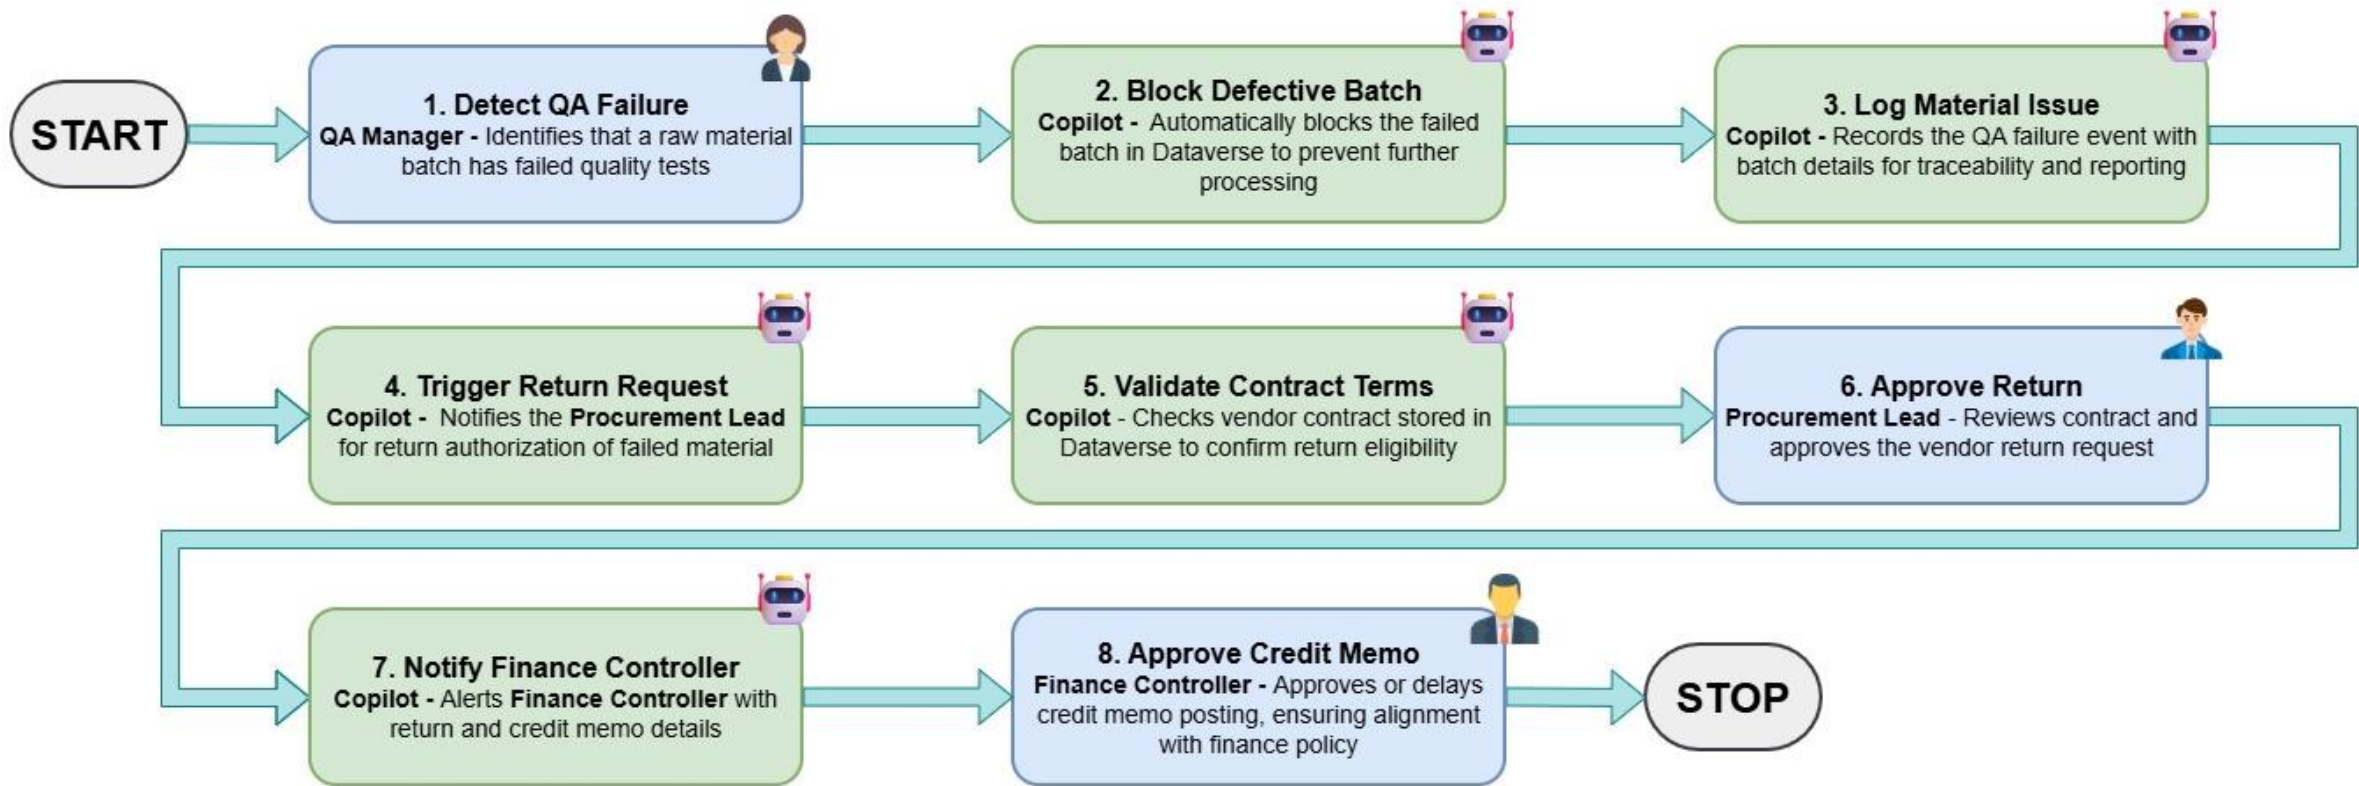 START
1. Detect QA Failure
QA Manager - Identifies that a raw material
batch has failed quality tests
2. Block Defective Batch
Copilot - Automatically blocks the failed
batch in Dataverse to prevent further
processing
3. Log Material Issue
Copilot - Records the QA failure event with
batch details for traceability and reporting
4. Trigger Return Request
Copilot - Notifies the Procurement Lead
for return authorization of failed material
5. Validate Contract Terms
Copilot - Checks vendor contract stored in
Dataverse to confirm return eligibility
6. Approve Return
Procurement Lead - Reviews contract and
approves the vendor return request
7. Notify Finance Controller
Copilot - Alerts Finance Controller with
return and credit memo details
8. Approve Credit Memo
Finance Controller - Approves or delays
credit memo posting, ensuring alignment
with finance policy
STOP